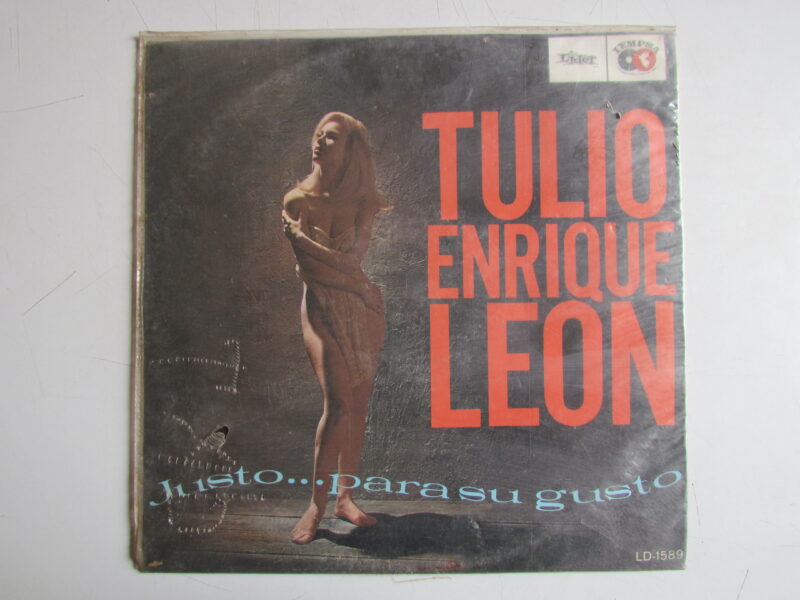 Lider
TEMPSA
TULIO
ENRIQUE
LEON
Justo...para su gusto
LD-1589